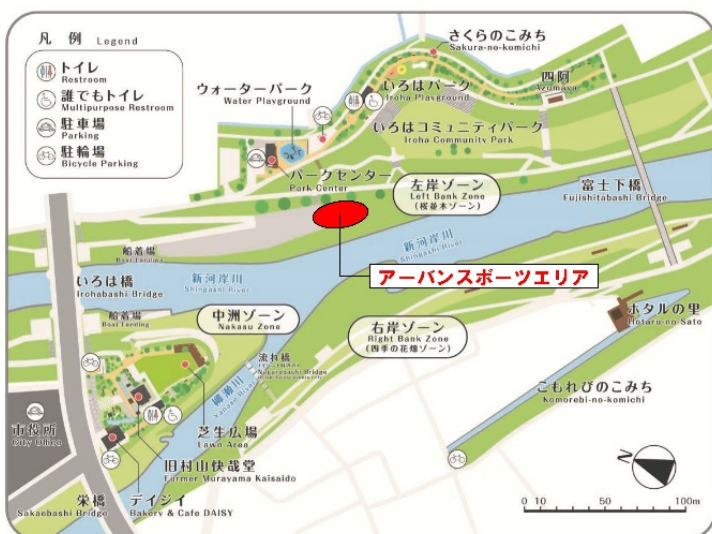 凡 例 Legend
トイレ
Restroom
誰でもトイレ
Multipurpose Restroom
駐車場
Parking
駐輪場
Bicycle Parking
さくらのこみち
Sakura-no-komichi
ウォーターパーク
Water Playground
いろはパーク
Iroha Playground
四阿
Azumaya
いろはコミュニティパーク
Iroha Community Park
パークセンター
Park Center
左岸ゾーン
Left Bank Zone
(桜並木ゾーン)
富士下橋
Fujishitabashi Bridge
船着場
Boat Landing
新河岸川
Shingashi River
新河岸川
Shingashi River
アーバンスポーツエリア
いろは橋
Irohabashi Bridge
船着場
Boat Landing
中洲ゾーン
Nakasu Zone
右岸ゾーン
Right Bank Zone
(四季の花畑ゾーン)
ホタルの里
Hotaru-no-Sato
流れ橋
Nagarebashi Bridge
柳瀬川
Yanase River
こもれびのこみち
Komorebi-no-komichi
市役所
City Office
芝生広場
Lawn Area
旧村山快哉堂
Former Murayama Kaisaido
栄橋
Sakaebashi Bridge
デイジイ
Bakery & Cafe DAISY
N
0 10 50 100m